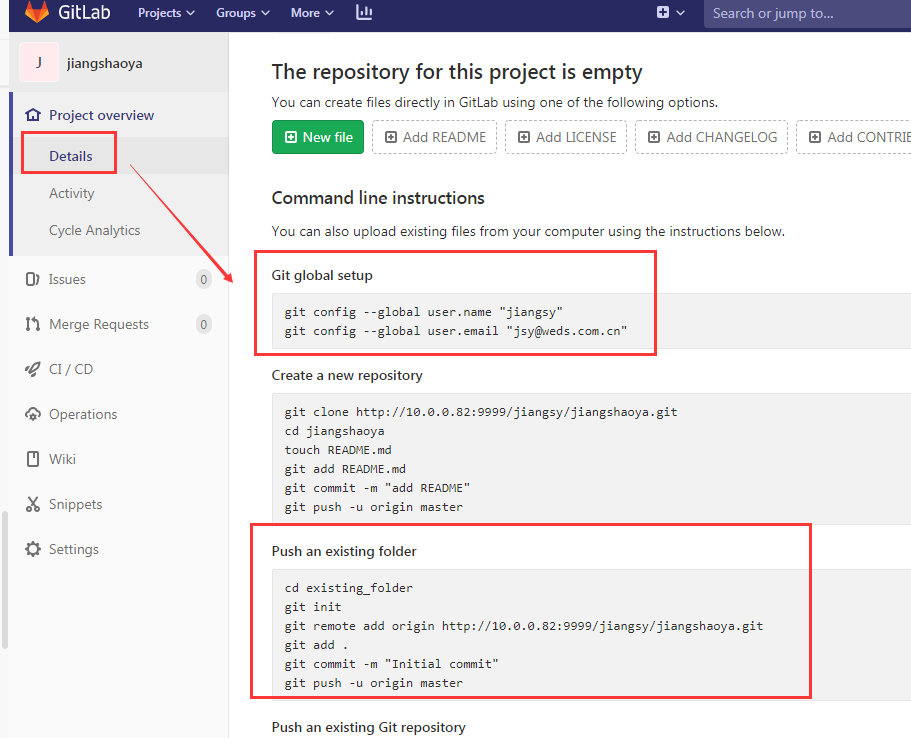 GitLab Projects Groups More Search or jump to...
J jiangshaoya
Project overview
Details
Activity
Cycle Analytics
Issues 0
Merge Requests 0
CI / CD
Operations
Wiki
Snippets
Settings
The repository for this project is empty
You can create files directly in GitLab using one of the following options.
New file Add README Add LICENSE Add CHANGELOG Add CONTRIE
Command line instructions
You can also upload existing files from your computer using the instructions below.
Git global setup
git config --global user.name "jiangsy"
git config --global user.email "jsy@weds.com.cn"
Create a new repository
git clone http://10.0.0.82:9999/jiangsy/jiangshaoya.git
cd jiangshaoya
touch README.md
git add README.md
git commit -m "add README"
git push -u origin master
Push an existing folder
cd existing_folder
git init
git remote add origin http://10.0.0.82:9999/jiangsy/jiangshaoya.git
git add .
git commit -m "Initial commit"
git push -u origin master
Push an existing Git repository